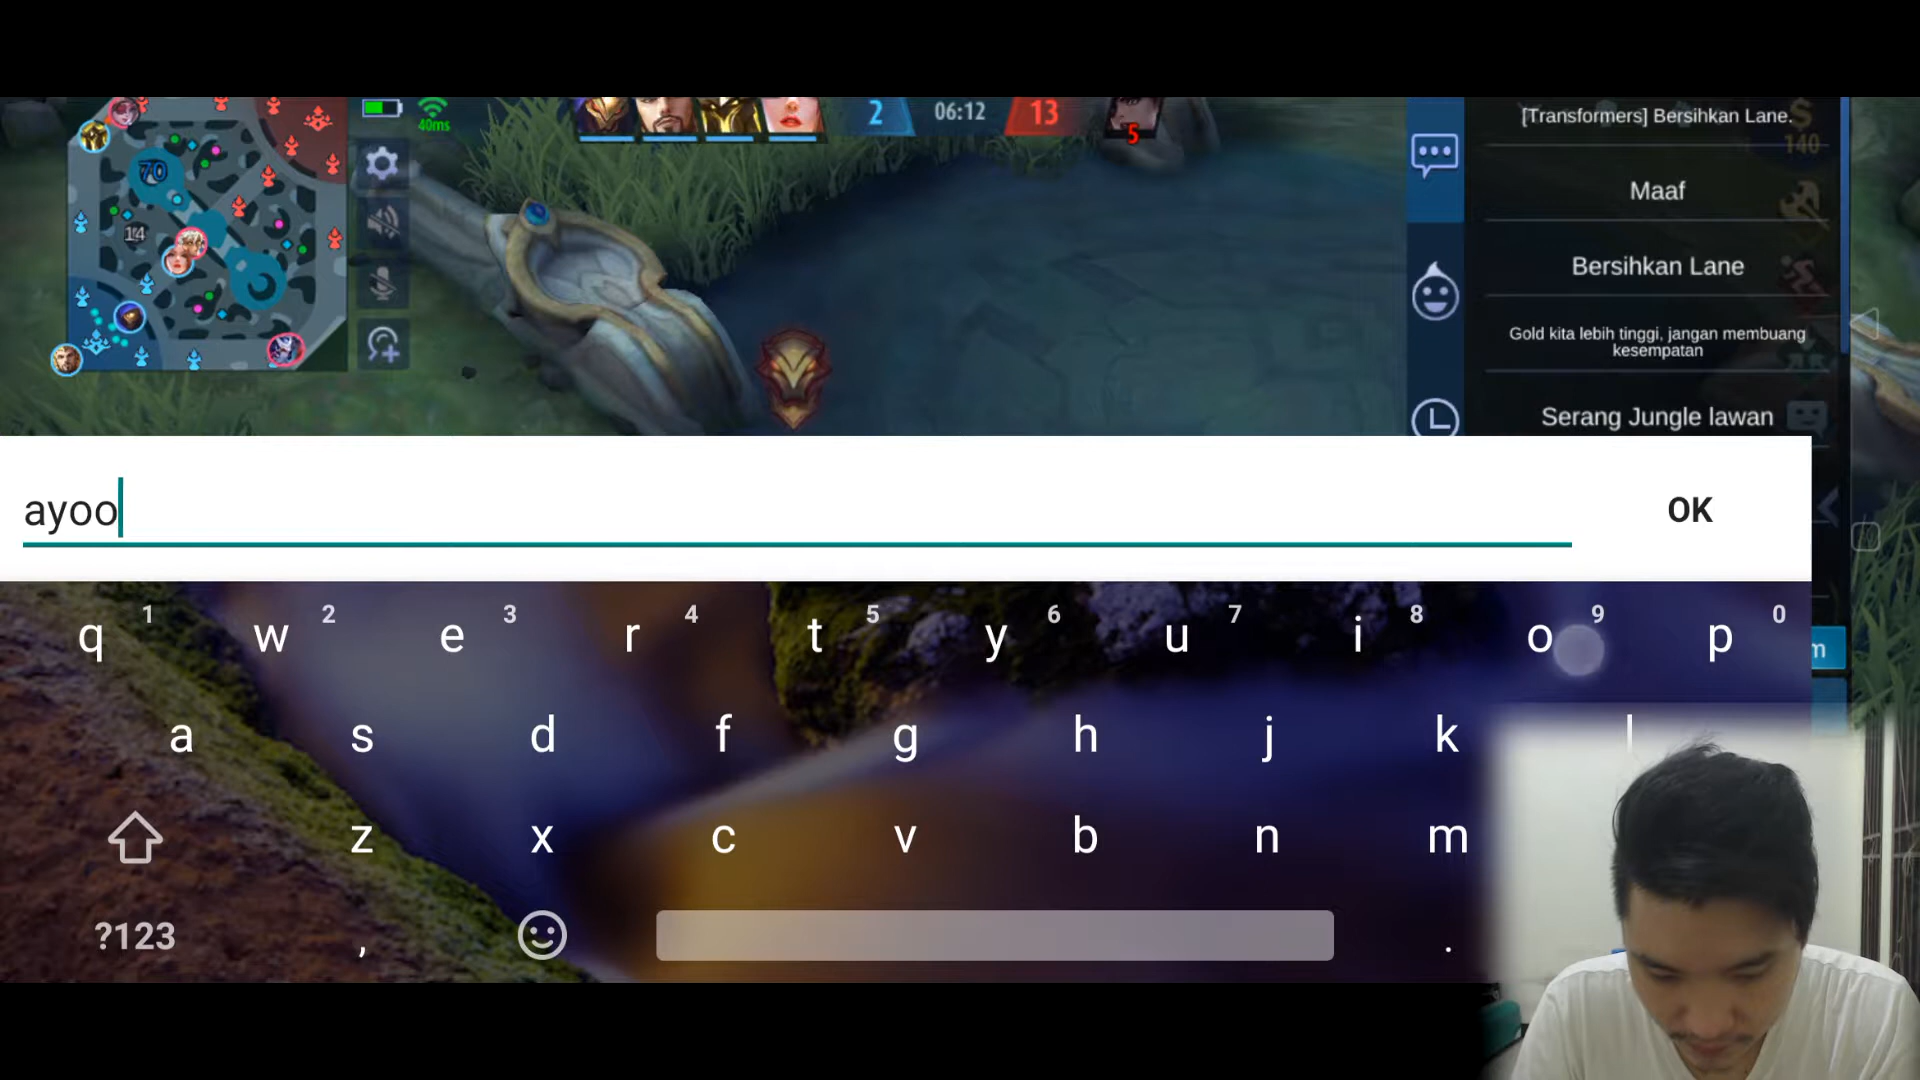 70
14
40ms
2
06:12
13
5
140
[Transformers] Bersihkan Lane.
Maaf
Bersihkan Lane
Gold kita lebih tinggi, jangan membuang
kesempatan
Serang Jungle lawan
ayoo
OK
m
1 2 3 4 5 6 7 8 9 0
q w e r t y u i o p
a s d f g h j k l
z x c v b n m
?123 , .